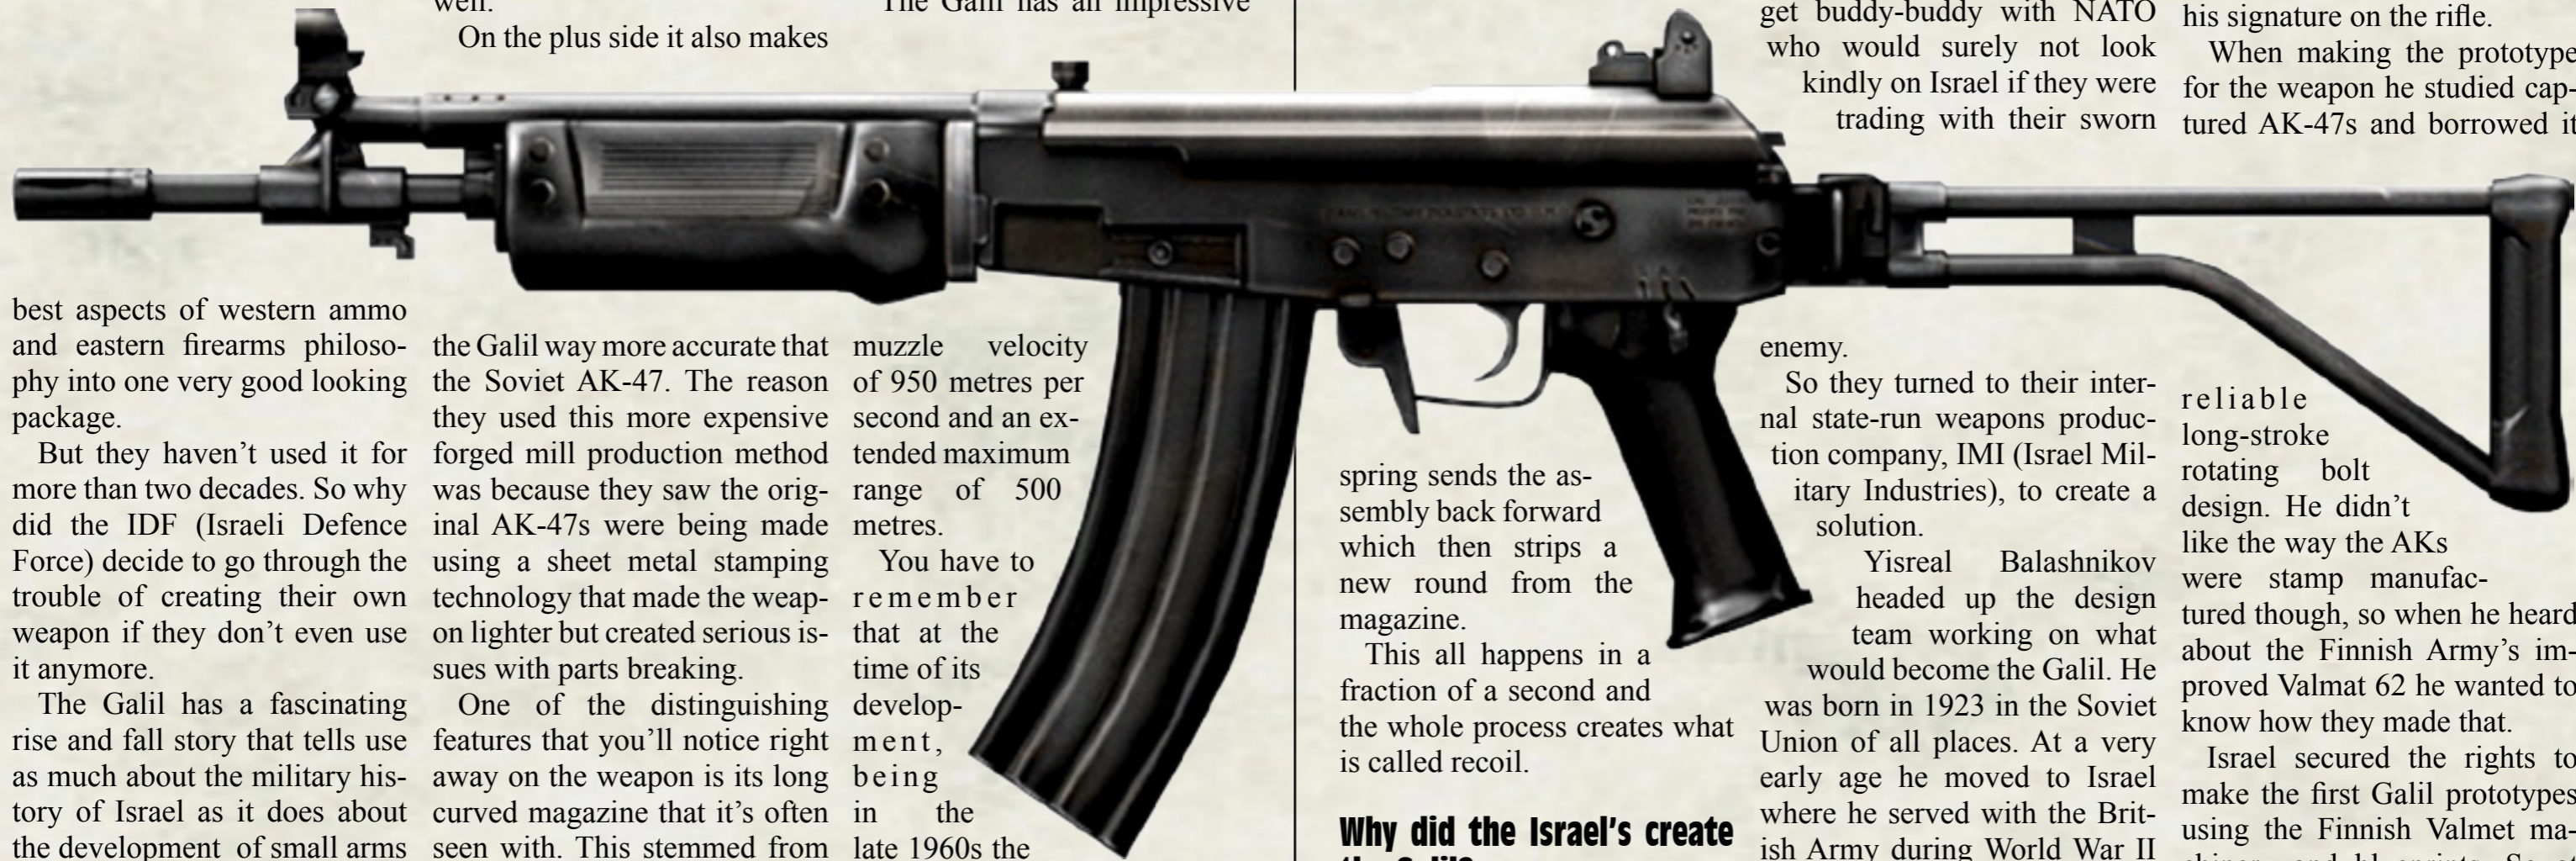 well.
On the plus side it also makes
The Galil has an impressive
best aspects of western ammo
and eastern firearms philoso-
phy into one very good looking
package.
But they haven't used it for
more than two decades. So why
did the IDF (Israeli Defence
Force) decide to go through the
trouble of creating their own
weapon if they don't even use
it anymore.
The Galil has a fascinating
rise and fall story that tells use
as much about the military his-
tory of Israel as it does about
the development of small arms
the Galil way more accurate that
the Soviet AK-47. The reason
they used this more expensive
forged mill production method
was because they saw the orig-
inal AK-47s were being made
using a sheet metal stamping
technology that made the weap-
on lighter but created serious is-
sues with parts breaking.
One of the distinguishing
features that you'll notice right
away on the weapon is its long
curved magazine that it's often
seen with. This stemmed from
muzzle velocity
of 950 metres per
second and an ex-
tended maximum
range of 500
metres.
You have to
remember
that at the
time of its
develop-
ment,
being
in the
late 1960s the
spring sends the as-
sembly back forward
which then strips a
new round from the
magazine.
This all happens in a
fraction of a second and
the whole process creates what
is called recoil.
Why did the Israel's create
the Galil?
get buddy-buddy with NATO
who would surely not look
kindly on Israel if they were
trading with their sworn
enemy.
So they turned to their inter-
nal state-run weapons produc-
tion company, IMI (Israel Mil-
itary Industries), to create a
solution.
Yisreal Balashnikov
headed up the design
team working on what
would become the Galil. He
was born in 1923 in the Soviet
Union of all places. At a very
early age he moved to Israel
where he served with the Brit-
ish Army during World War II
his signature on the rifle.
When making the prototype
for the weapon he studied cap-
tured AK-47s and borrowed it
reliable
long-stroke
rotating bolt
design. He didn't
like the way the AKs
were stamp manufac-
tured though, so when he heard
about the Finnish Army's im-
proved Valmat 62 he wanted to
know how they made that.
Israel secured the rights to
make the first Galil prototypes
using the Finnish Valmet ma-